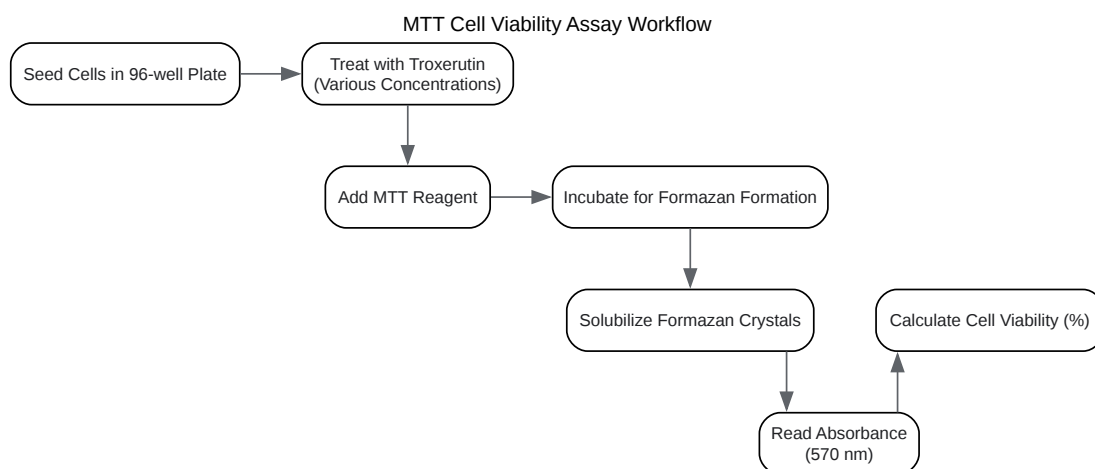 MTT Cell Viability Assay Workflow
Seed Cells in 96-well Plate
Treat with Troxerutin
(Various Concentrations)
Add MTT Reagent
Incubate for Formazan Formation
Solubilize Formazan Crystals
Calculate Cell Viability (%)
Read Absorbance
(570 nm)